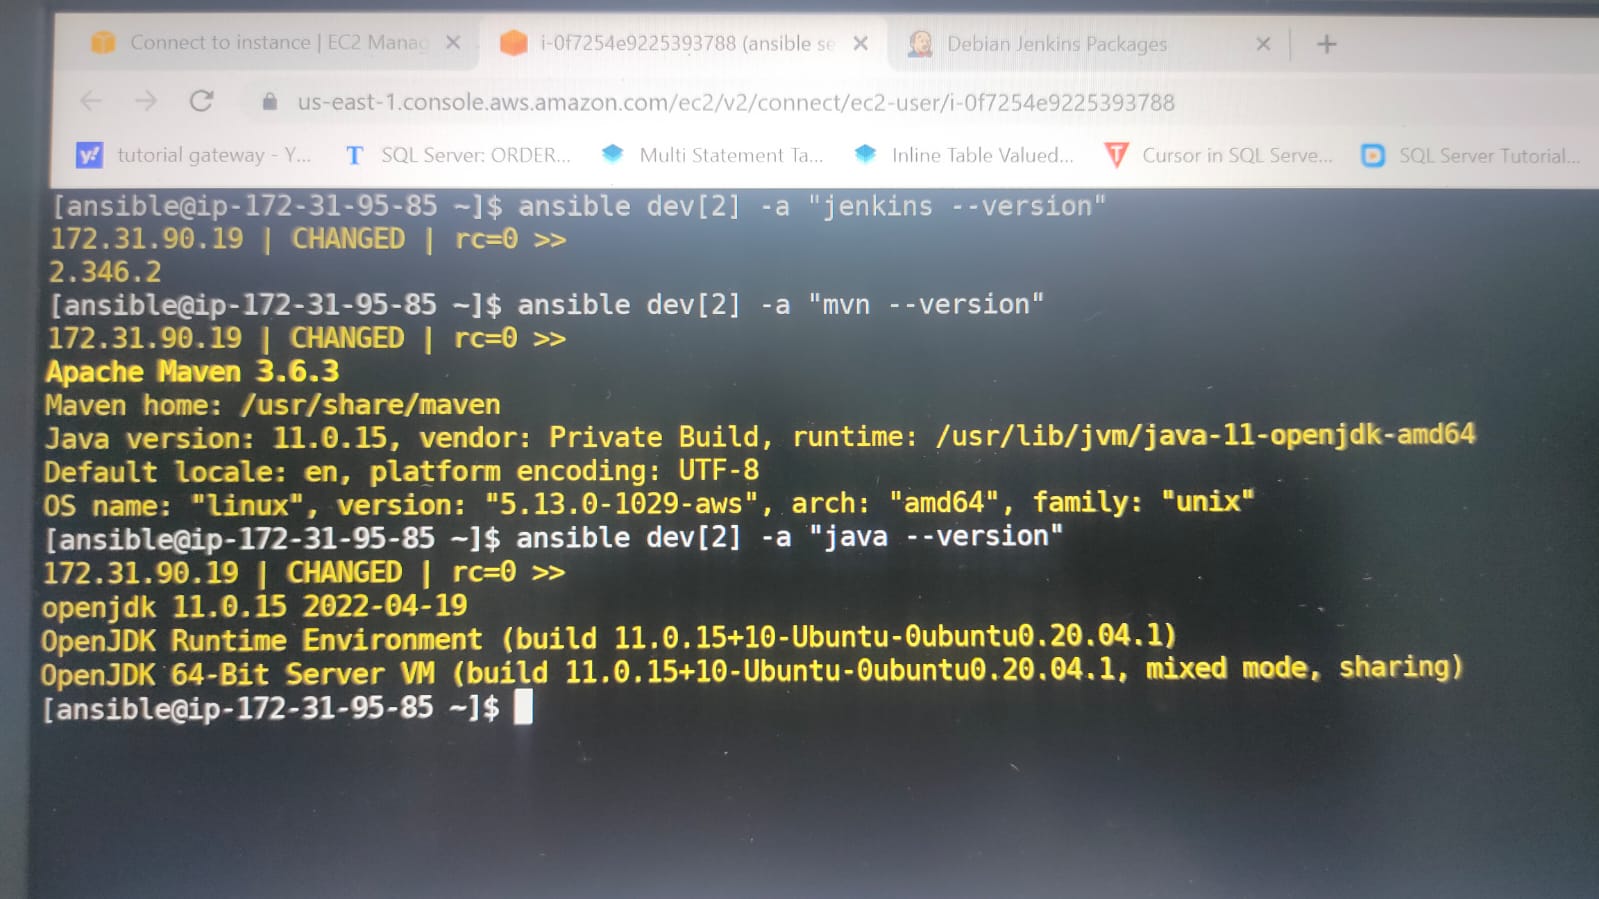 Connect to instance | EC2 Manag
i-0f7254e9225393788 (ansible se
Debian Jenkins Packages
us-east-1.console.aws.amazon.com/ec2/v2/connect/ec2-user/i-0f7254e9225393788
y!
tutorial gateway - Y...
T
SQL Server: ORDER...
Multi Statement Ta...
Inline Table Valued...
Cursor in SQL Serve...
SQL Server Tutorial...
[ansible@ip-172-31-95-85 ~]$ ansible dev[2] -a "jenkins --version"
172.31.90.19 | CHANGED | rc=0 >>
2.346.2
[ansible@ip-172-31-95-85 ~]$ ansible dev[2] -a "mvn --version"
172.31.90.19 | CHANGED | rc=0 >>
Apache Maven 3.6.3
Maven home: /usr/share/maven
Java version: 11.0.15, vendor: Private Build, runtime: /usr/lib/jvm/java-11-openjdk-amd64
Default locale: en, platform encoding: UTF-8
OS name: "linux", version: "5.13.0-1029-aws", arch: "amd64", family: "unix"
[ansible@ip-172-31-95-85 ~]$ ansible dev[2] -a "java --version"
172.31.90.19 | CHANGED | rc=0 >>
openjdk 11.0.15 2022-04-19
OpenJDK Runtime Environment (build 11.0.15+10-Ubuntu-0ubuntu0.20.04.1)
OpenJDK 64-Bit Server VM (build 11.0.15+10-Ubuntu-0ubuntu0.20.04.1, mixed mode, sharing)
[ansible@ip-172-31-95-85 ~]$